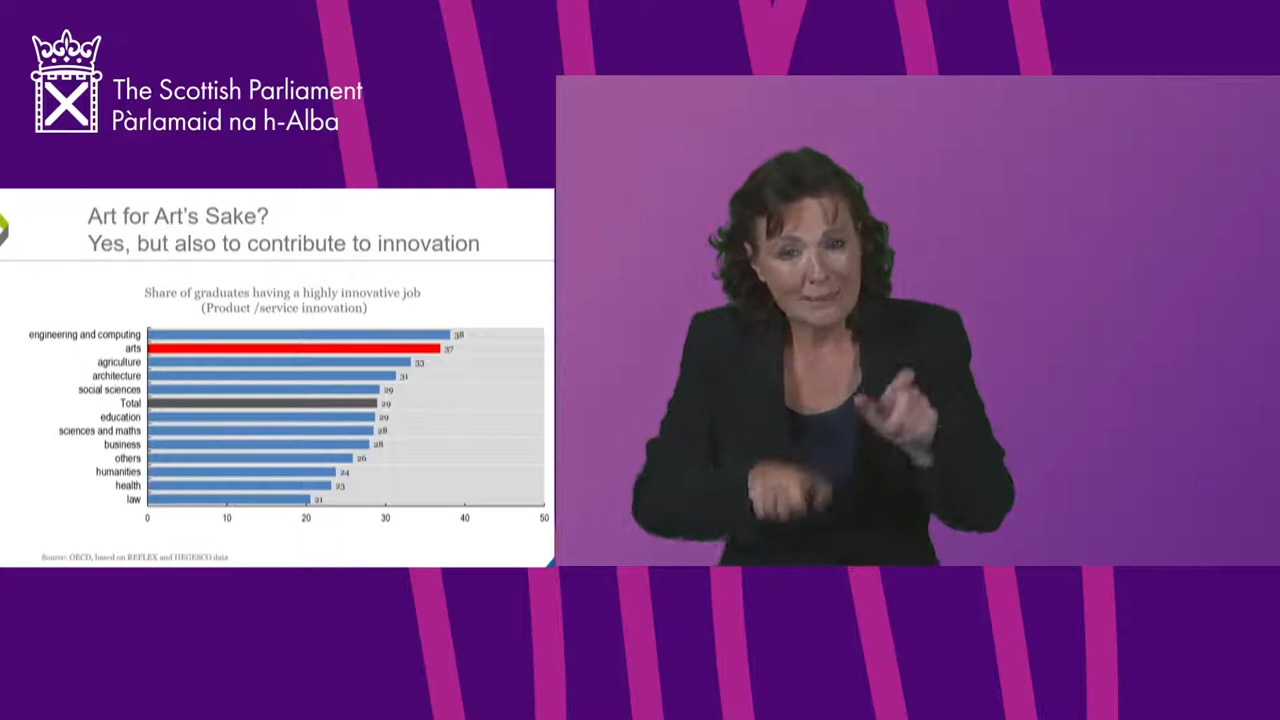 The Scottish Parliament
Pàrlamaid na h-Alba
Art for Art's Sake?
Yes, but also to contribute to innovation
Share of graduates having a highly innovative job
(Product /service innovation)
engineering and computing 38
arts 37
agriculture 33
architecture 31
social sciences 29
Total 29
education 29
sciences and maths 28
business 28
others 26
humanities 24
health 23
law 21
0 10 20 30 40 50
Source: OECD, based on REFLEX and HEGESCO data